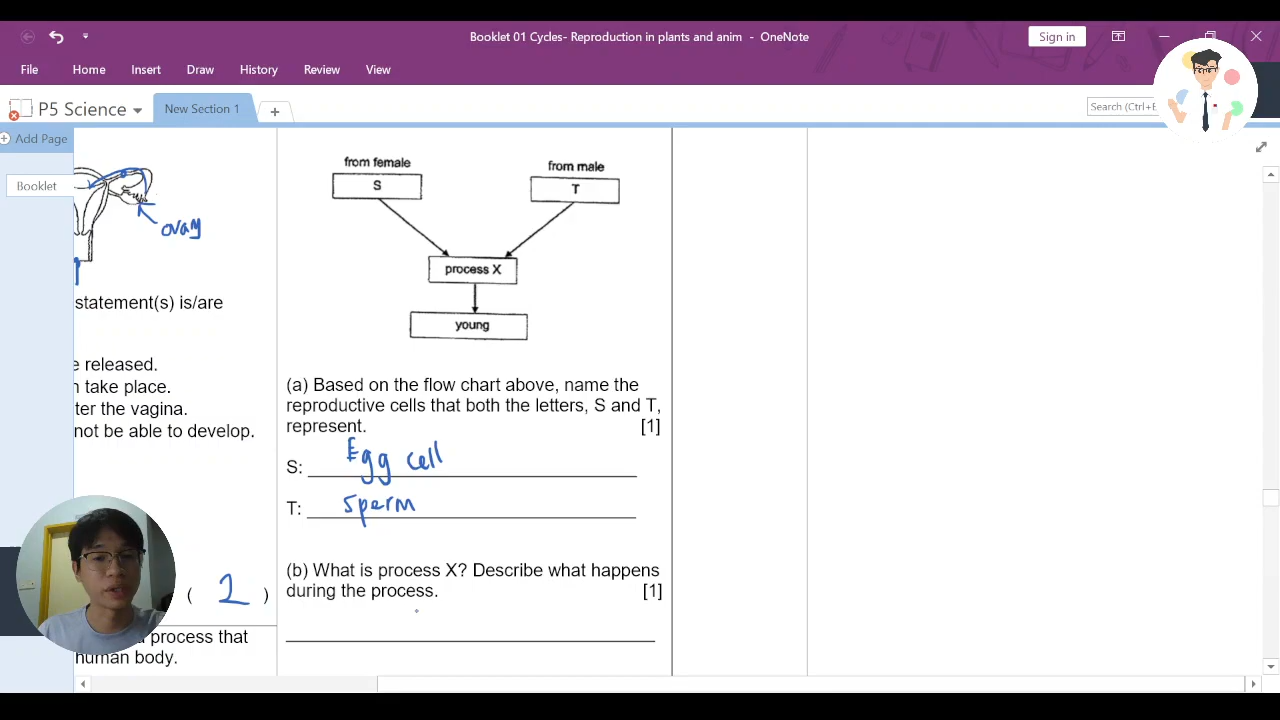 Booklet 01 Cycles- Reproduction in plants and anim - OneNote
Sign in
File Home Insert Draw History Review View
P5 Science
New Section 1
Search (Ctrl+E
Add Page
Booklet
ovary
statement(s) is/are
e released.
take place.
ter the vagina.
not be able to develop.
( 2 )
process that
human body.
from female
from male
S
T
process X
young
(a) Based on the flow chart above, name the
reproductive cells that both the letters, S and T,
represent. [1]
S: Egg cell
T: Sperm
(b) What is process X? Describe what happens
during the process. [1]